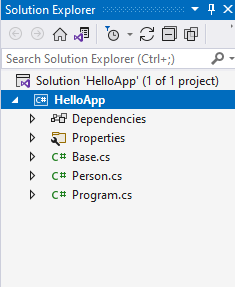 Solution Explorer
Search Solution Explorer (Ctrl+;)
Solution 'HelloApp' (1 of 1 project)
C# HelloApp
Dependencies
Properties
C# Base.cs
C# Person.cs
C# Program.cs